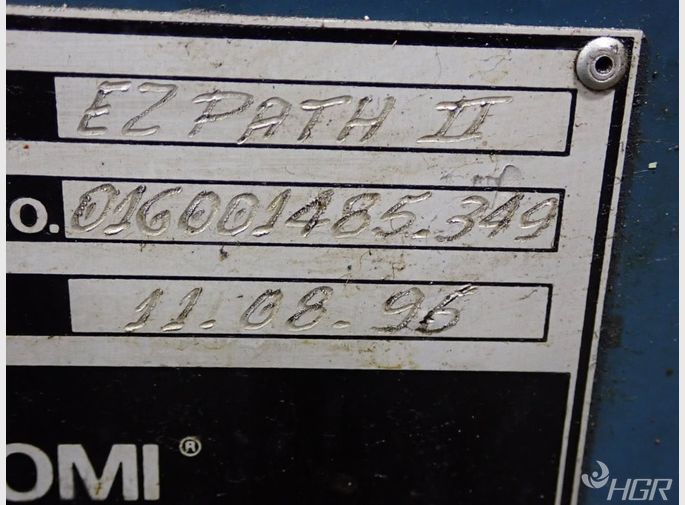 EZ PATH II
O. 016001485.349
11.08.96
OMI ®
HGR